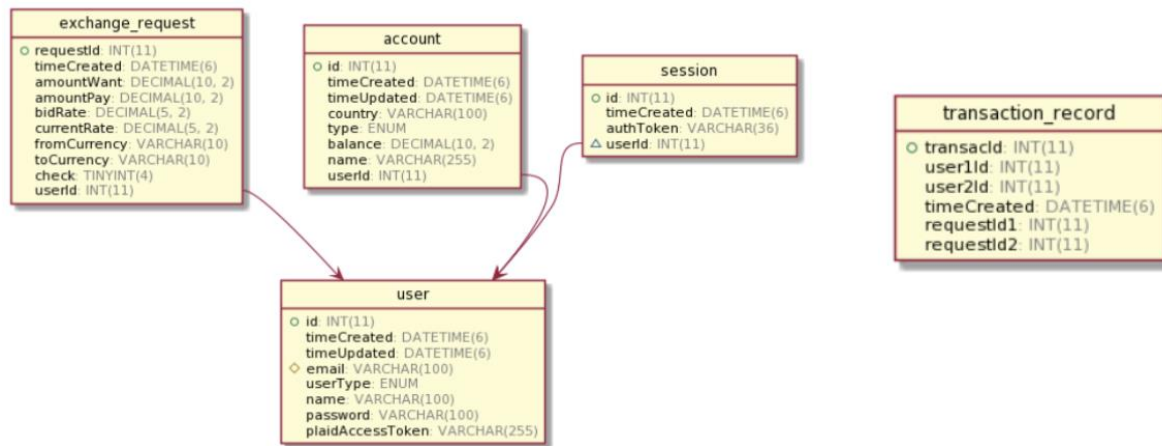 exchange_request
requestId: INT(11)
timeCreated: DATETIME(6)
amountWant: DECIMAL(10, 2)
amountPay: DECIMAL(10, 2)
bidRate: DECIMAL(5, 2)
currentRate: DECIMAL(5, 2)
fromCurrency: VARCHAR(10)
toCurrency: VARCHAR(10)
check: TINYINT(4)
userId: INT(11)
account
id: INT(11)
timeCreated: DATETIME(6)
timeUpdated: DATETIME(6)
country: VARCHAR(100)
type: ENUM
balance: DECIMAL(10, 2)
name: VARCHAR(255)
userId: INT(11)
session
id: INT(11)
timeCreated: DATETIME(6)
authToken: VARCHAR(36)
userId: INT(11)
transaction_record
transacId: INT(11)
user1Id: INT(11)
user2Id: INT(11)
timeCreated: DATETIME(6)
requestId1: INT(11)
requestId2: INT(11)
user
id: INT(11)
timeCreated: DATETIME(6)
timeUpdated: DATETIME(6)
email: VARCHAR(100)
userType: ENUM
name: VARCHAR(100)
password: VARCHAR(100)
plaidAccessToken: VARCHAR(255)